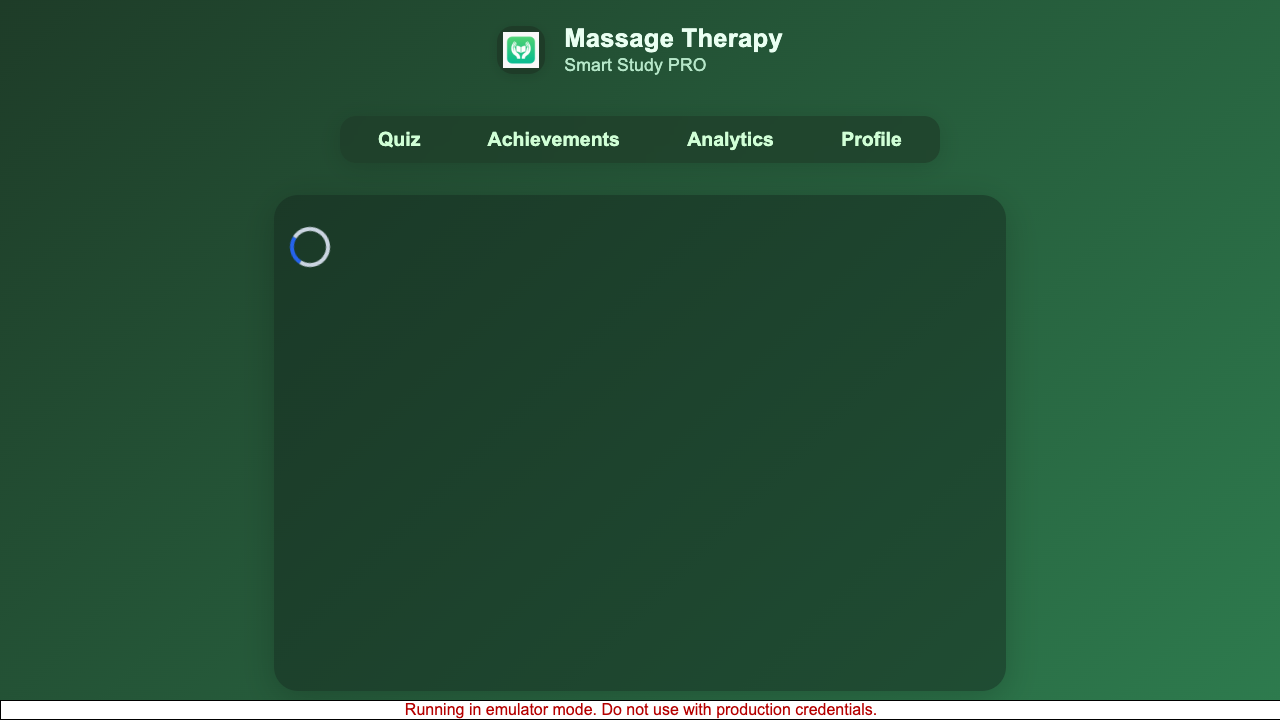 Massage Therapy
Smart Study PRO
Quiz Achievements Analytics Profile
Running in emulator mode. Do not use with production credentials.